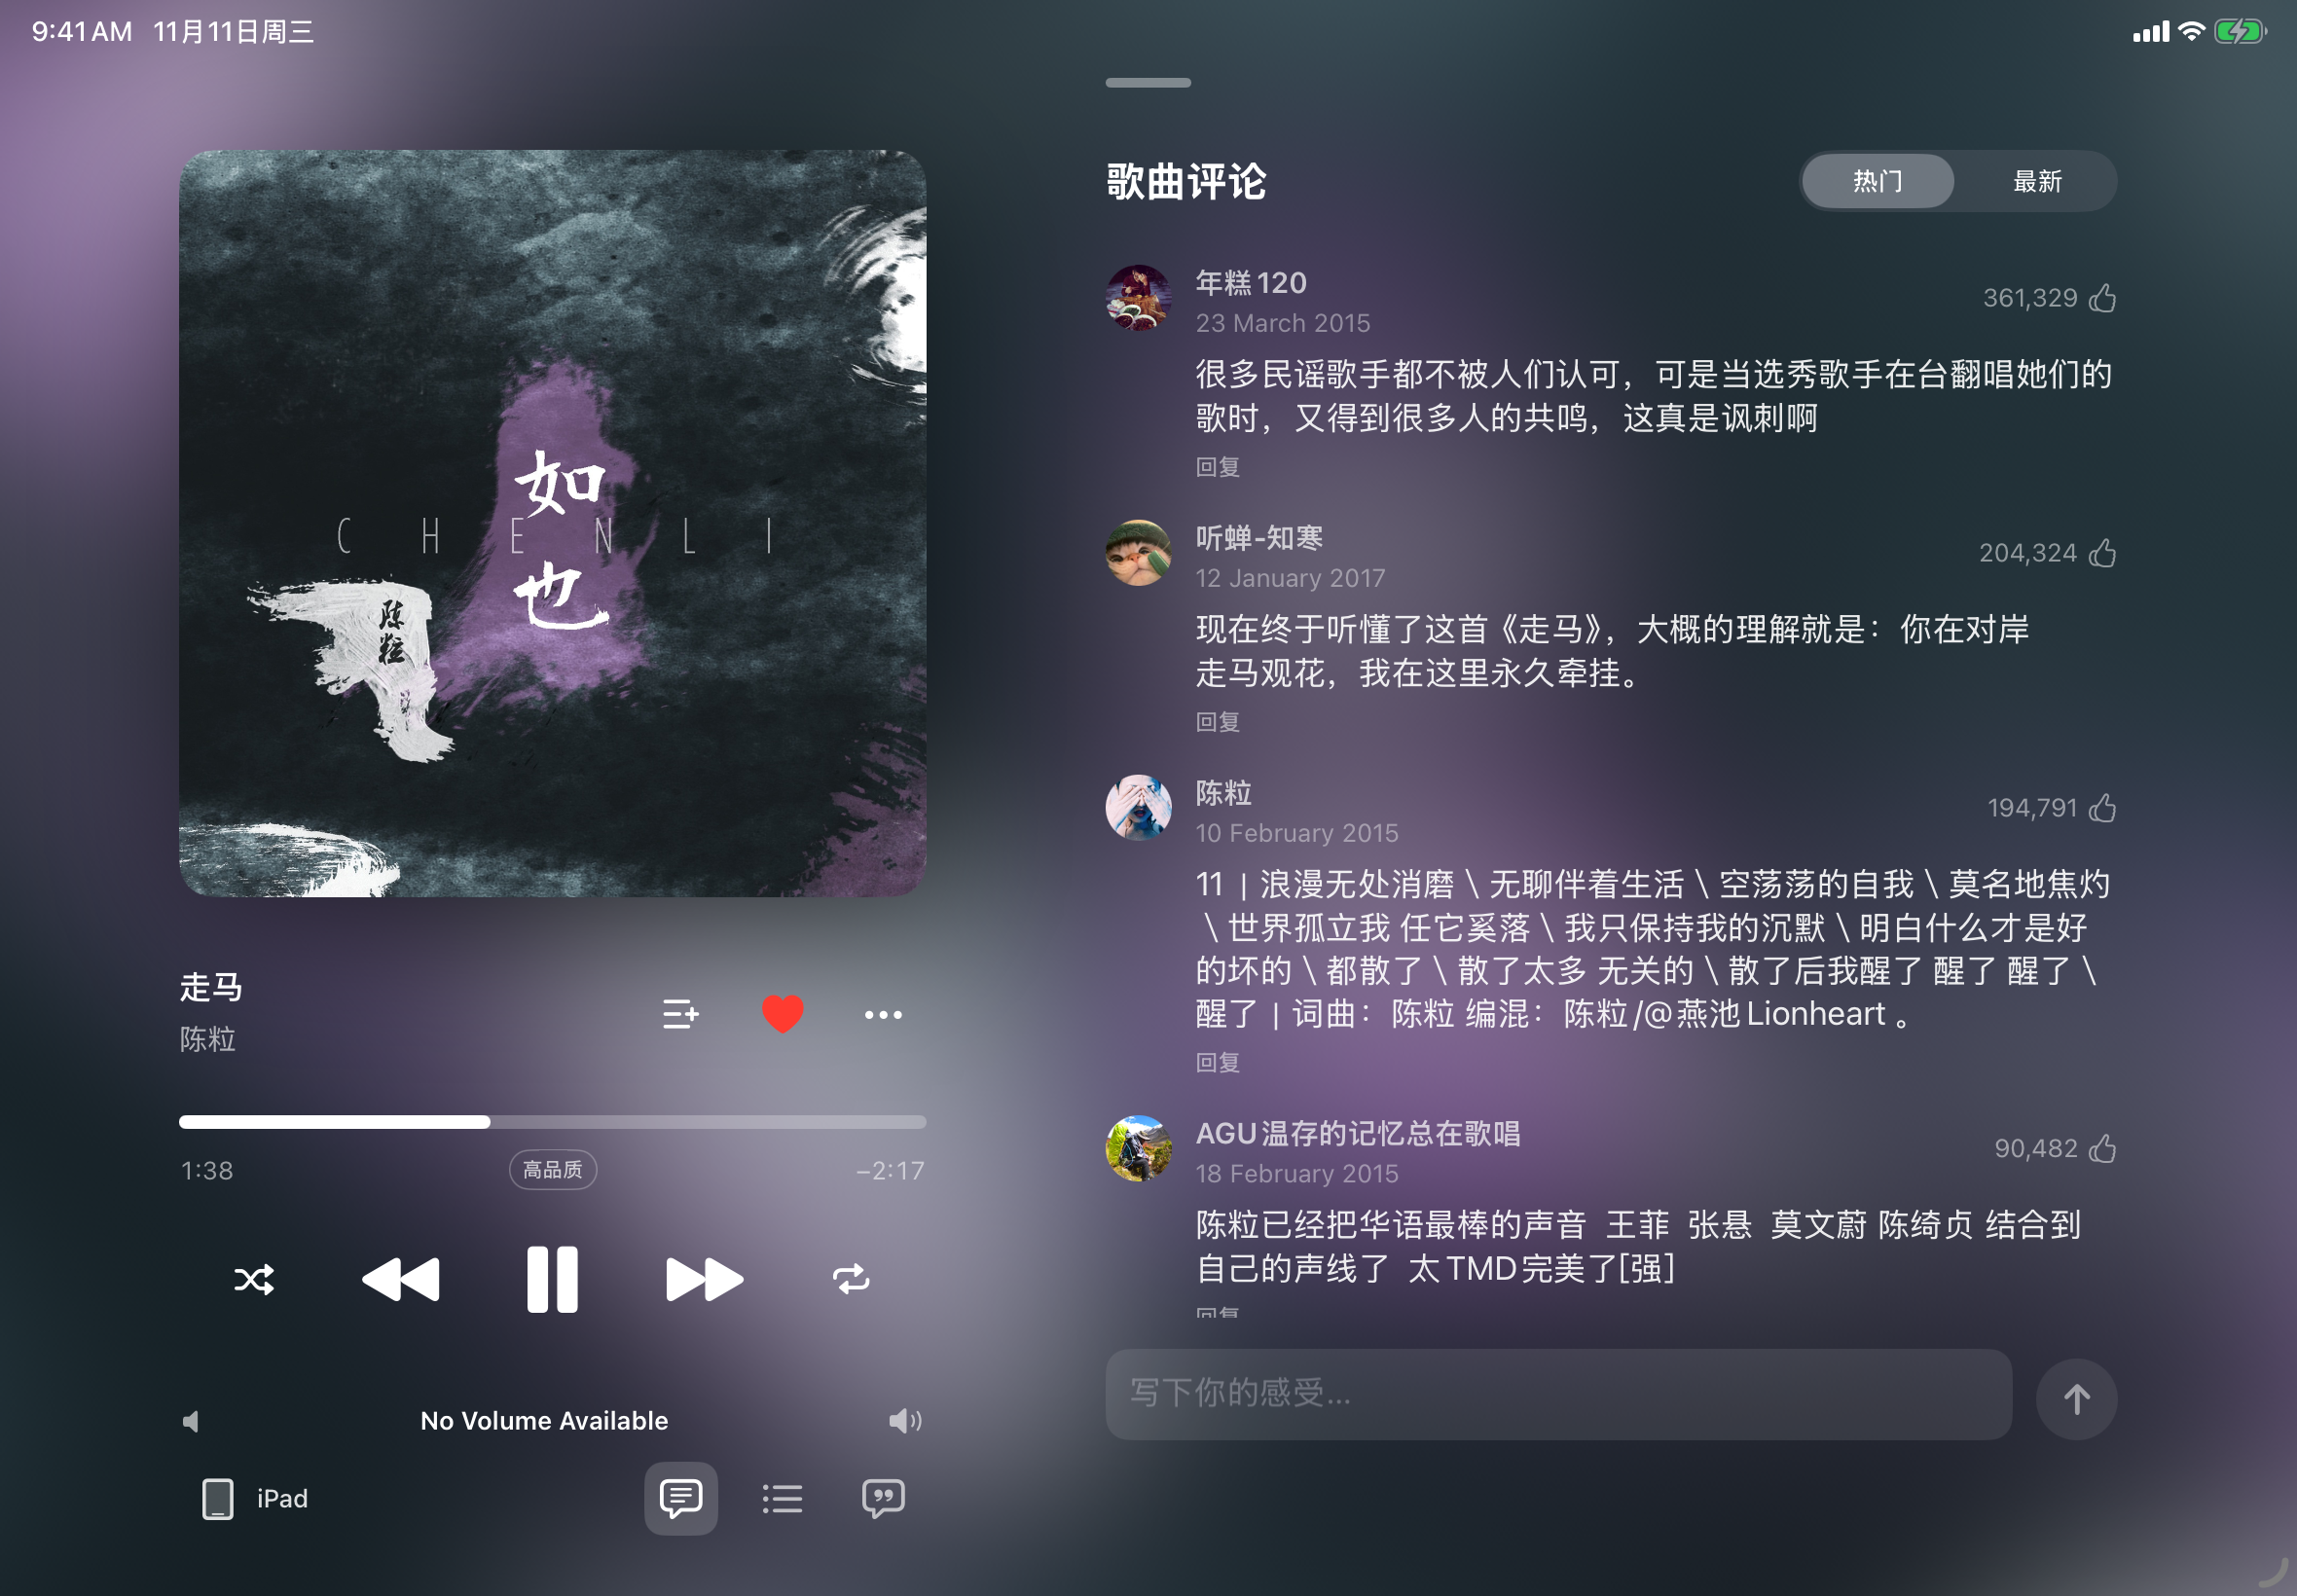 9:41 AM 11月11日周三
如
CHENLI
也
陈
粒
走马
陈粒
1:38
高品质
−2:17
No Volume Available
iPad
歌曲评论
热门
最新
年糕120
23 March 2015
361,329
很多民谣歌手都不被人们认可，可是当选秀歌手在台翻唱她们的
歌时，又得到很多人的共鸣，这真是讽刺啊
回复
听蝉-知寒
12 January 2017
204,324
现在终于听懂了这首《走马》，大概的理解就是：你在对岸
走马观花，我在这里永久牵挂。
回复
陈粒
10 February 2015
194,791
11 | 浪漫无处消磨 \ 无聊伴着生活 \ 空荡荡的自我 \ 莫名地焦灼
\ 世界孤立我 任它奚落 \ 我只保持我的沉默 \ 明白什么才是好
的坏的 \ 都散了 \ 散了太多 无关的 \ 散了后我醒了 醒了 醒了 \
醒了 | 词曲：陈粒 编混：陈粒/@燕池Lionheart 。
回复
AGU温存的记忆总在歌唱
18 February 2015
90,482
陈粒已经把华语最棒的声音 王菲 张悬 莫文蔚 陈绮贞 结合到
自己的声线了 太TMD完美了[强]
回复
写下你的感受...